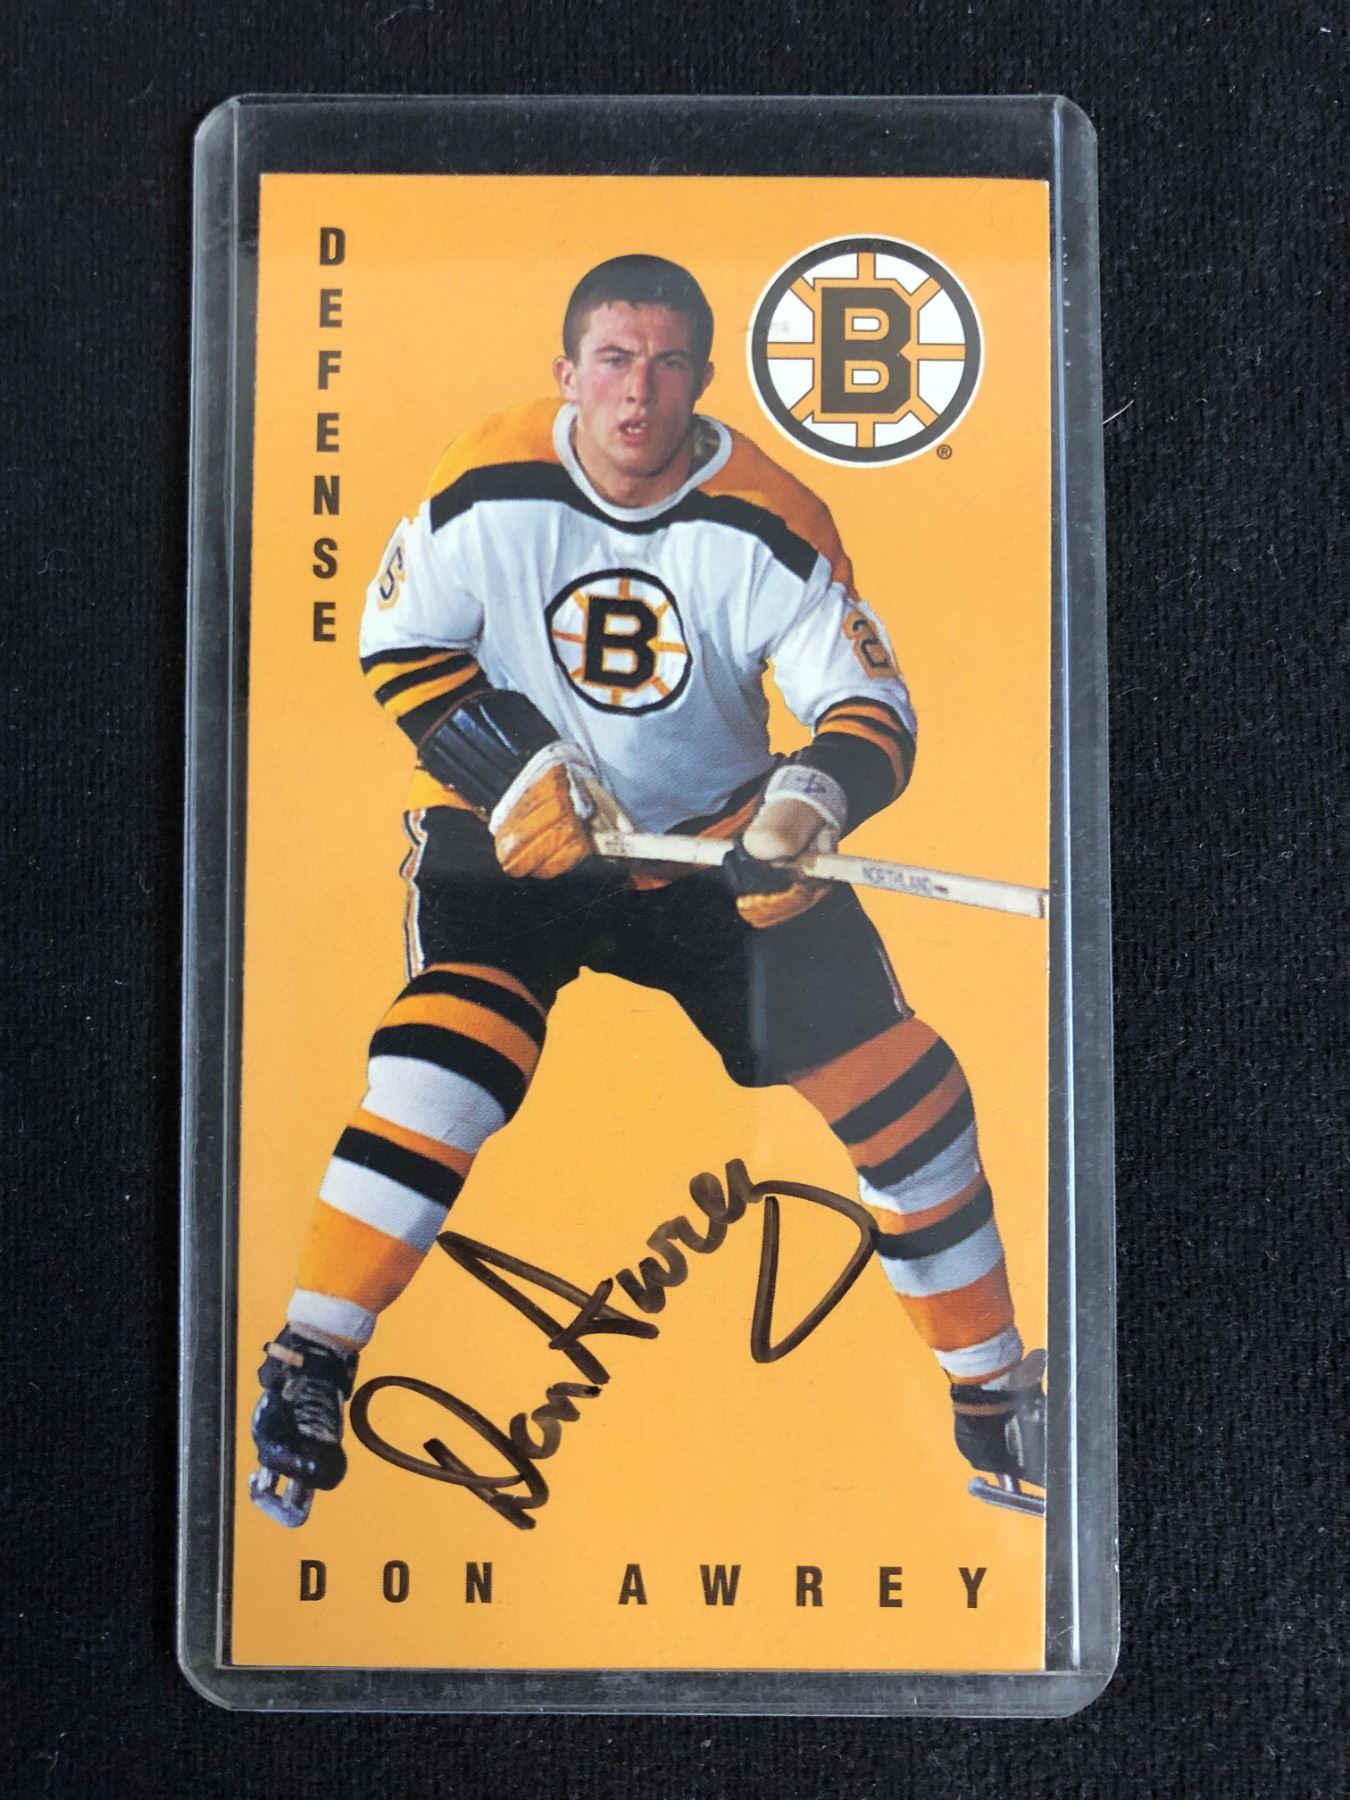 DEFENSE
B
®
B
NORTHLAND
Don Awrey
DON AWREY